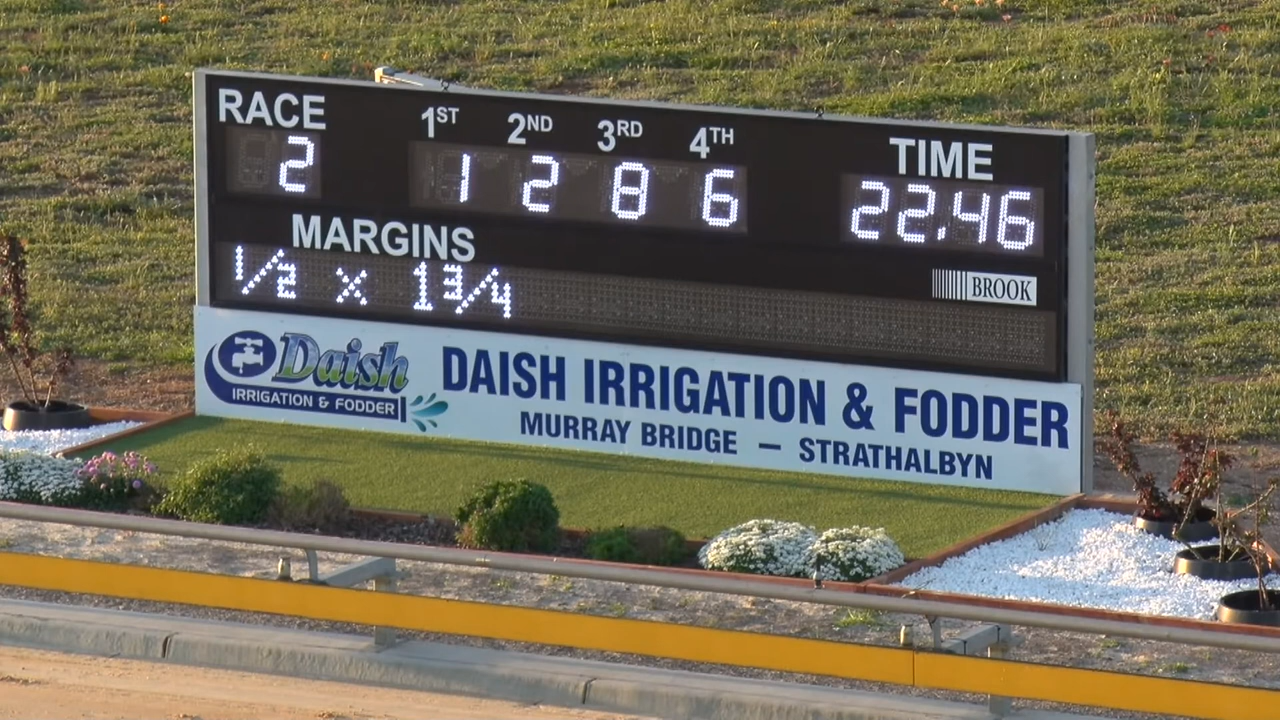 RACE 1ST 2ND 3RD 4TH TIME
2 1 2 8 6 22.46
MARGINS
1/2 x 1 3/4
BROOK
Daish
IRRIGATION & FODDER
DAISH IRRIGATION & FODDER
MURRAY BRIDGE — STRATHALBYN